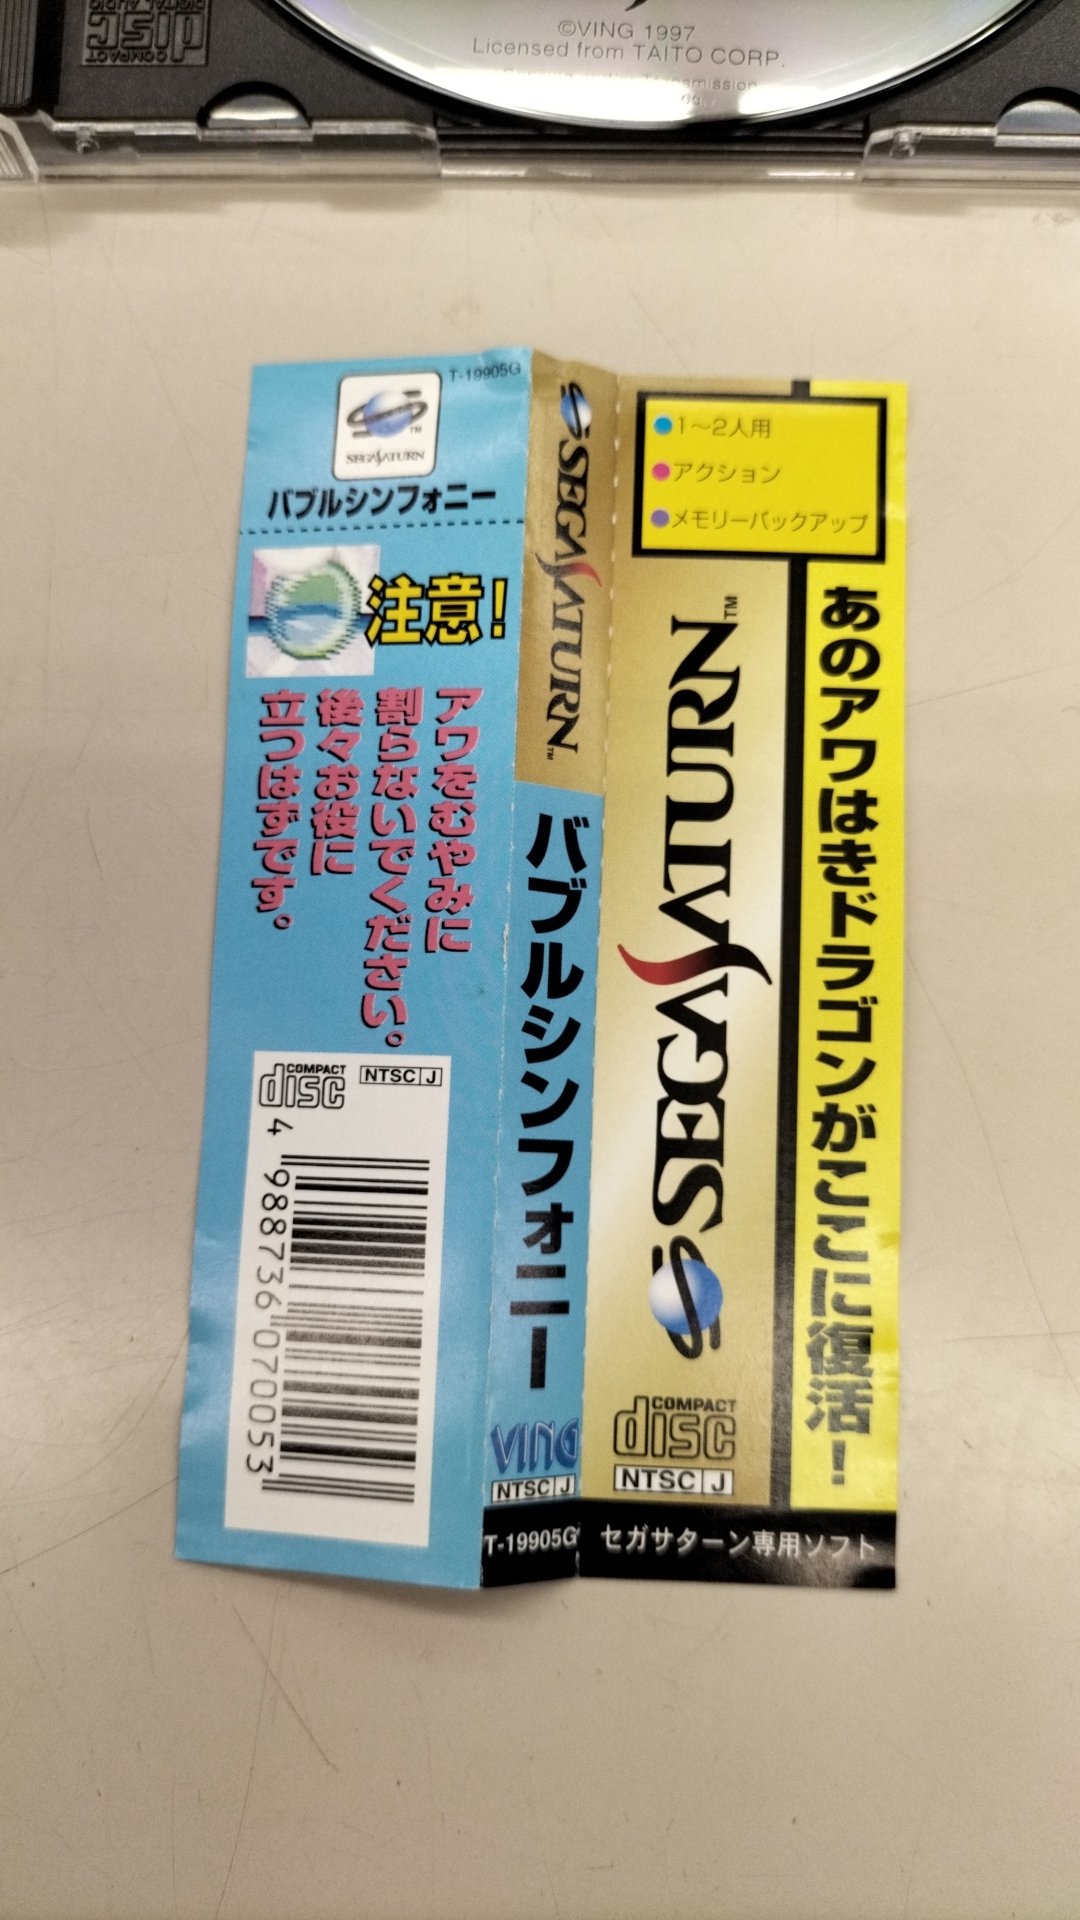 COMPACT
disc
DIGITAL AUDIO
©VING 1997
Licensed from TAITO CORP.
T-19905G
SEGA SATURN
バブルシンフォニー
注意!
アワをむやみに
割らないでください。
後々お役に
立つはずです。
COMPACT
disc
NTSC J
4 988736 070053
SEGA SATURN™
バブルシンフォニー
VING
NTSC J
T-19905G
●1〜2人用
●アクション
●メモリーバックアップ
SEGA SATURN™
COMPACT
disc
NTSC J
あのアワはきドラゴンがここに復活!
セガサターン専用ソフト